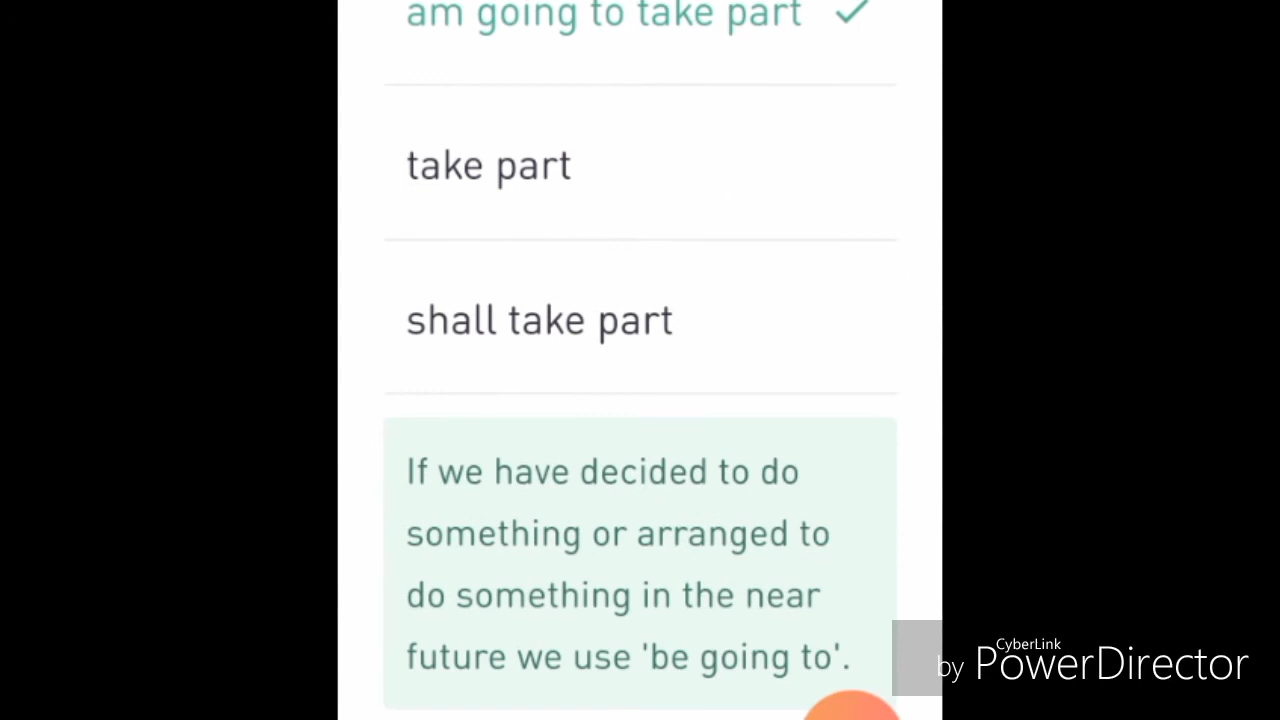 am going to take part
take part
shall take part
If we have decided to do
something or arranged to
do something in the near
future we use 'be going to'.
CyberLink
by PowerDirector